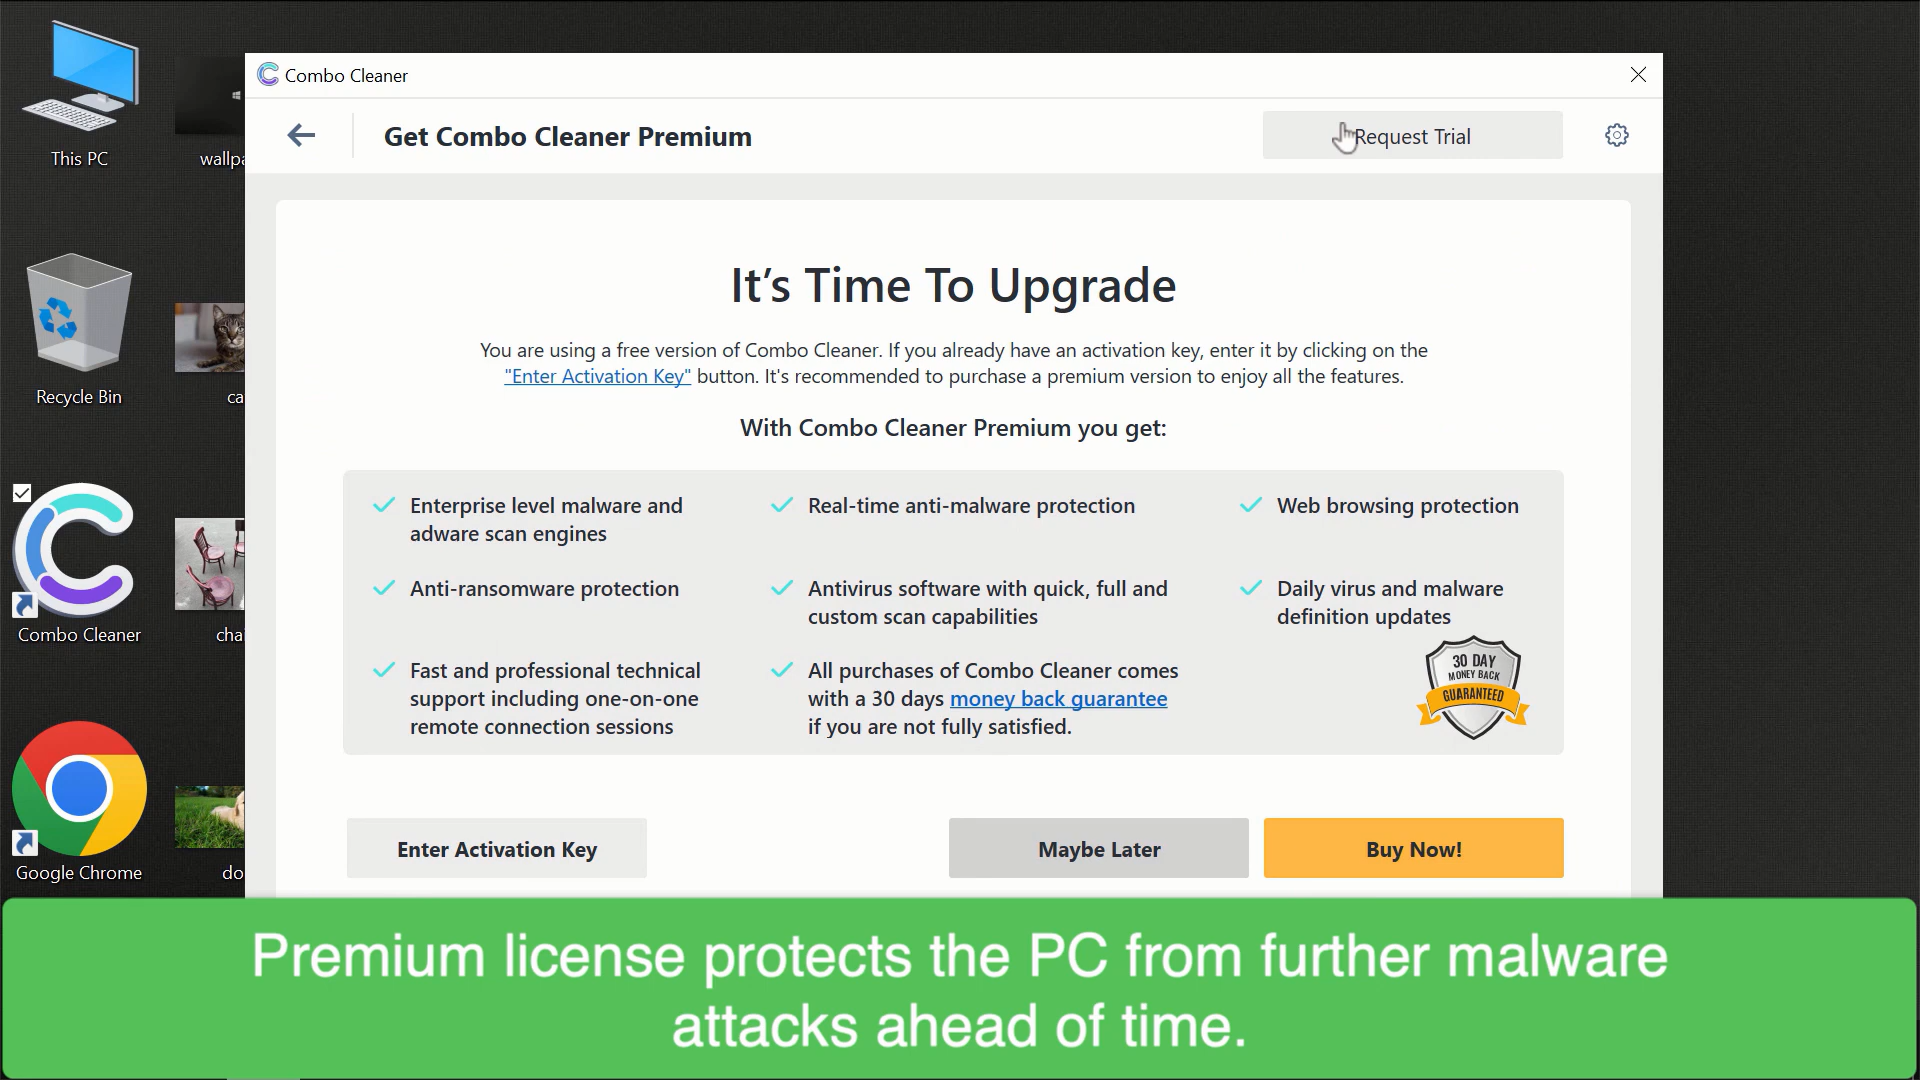 This PC
wallpa
Recycle Bin
ca
Combo Cleaner
chai
Google Chrome
do
Combo Cleaner
Get Combo Cleaner Premium
Request Trial
It's Time To Upgrade
You are using a free version of Combo Cleaner. If you already have an activation key, enter it by clicking on the
"Enter Activation Key" button. It's recommended to purchase a premium version to enjoy all the features.
With Combo Cleaner Premium you get:
Enterprise level malware and
adware scan engines
Real-time anti-malware protection
Web browsing protection
Anti-ransomware protection
Antivirus software with quick, full and
custom scan capabilities
Daily virus and malware
definition updates
Fast and professional technical
support including one-on-one
remote connection sessions
All purchases of Combo Cleaner comes
with a 30 days money back guarantee
if you are not fully satisfied.
30 DAY
MONEY BACK
GUARANTEED
Enter Activation Key
Maybe Later
Buy Now!
Premium license protects the PC from further malware
attacks ahead of time.